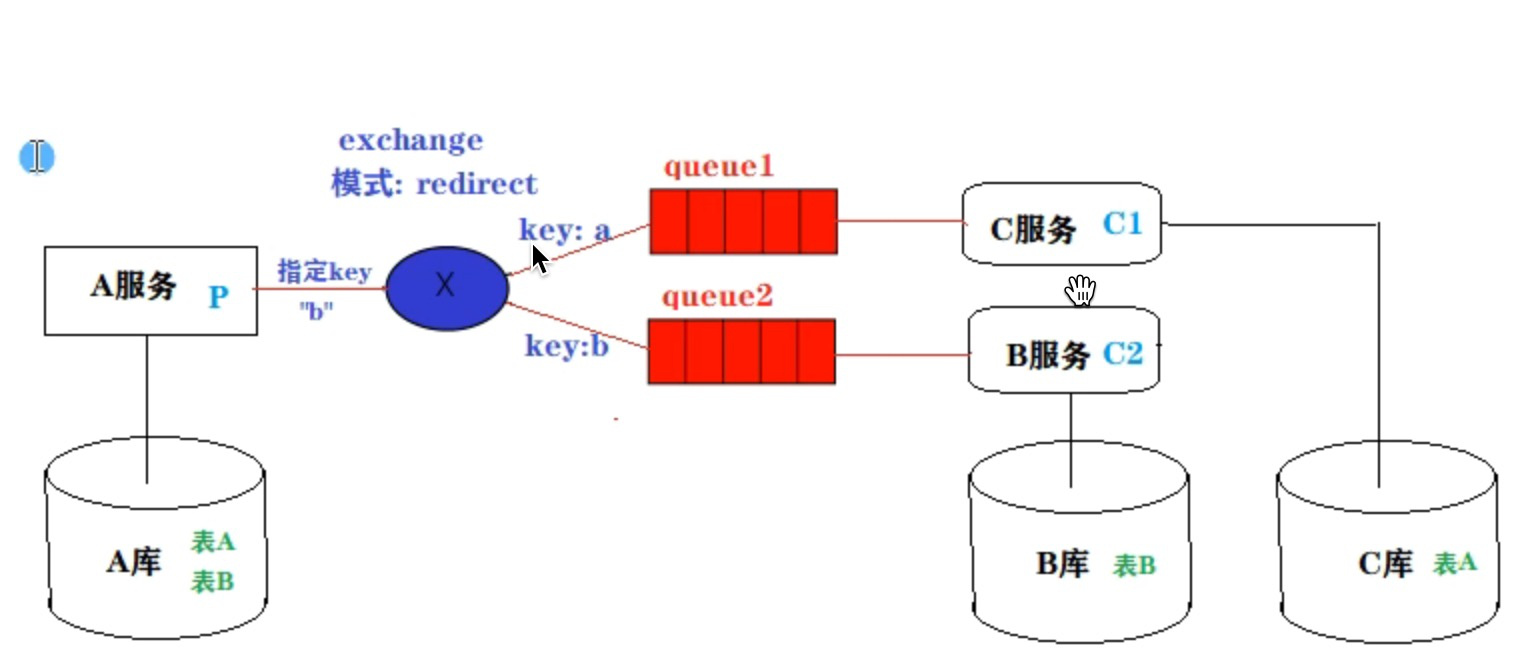 exchange
模式: redirect
queue1
key: a
C服务 C1
A服务 P
指定key
"b"
X
queue2
key:b
B服务 C2
A库
表A
表B
B库 表B
C库 表A